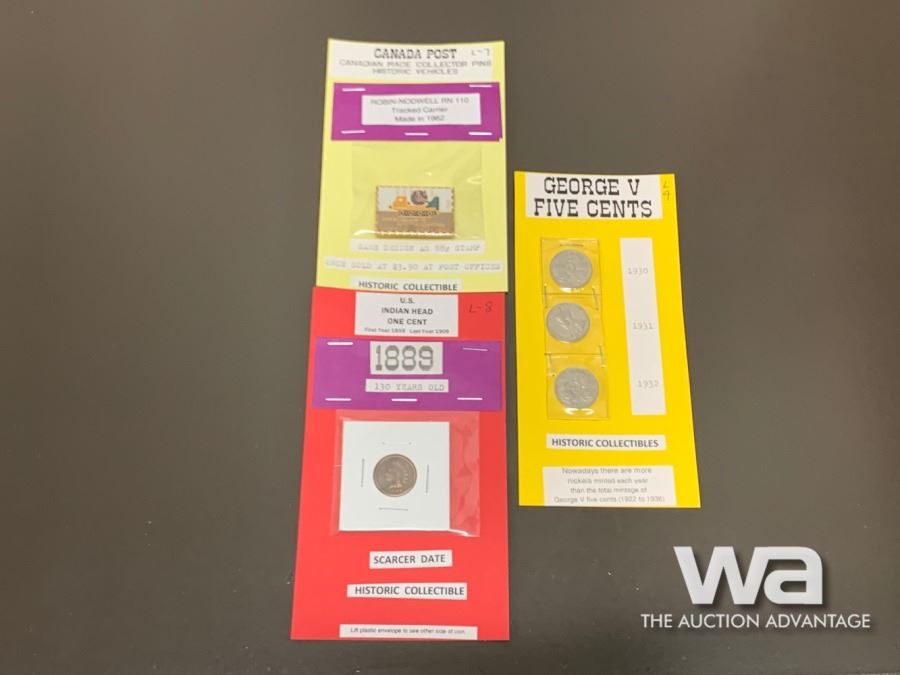 CANADA POST L-7
CANADIAN MADE COLLECTOR PINS
HISTORIC VEHICLES
ROBIN-NODWELL RN 110
Tracked Carrier
Made in 1962
SAME DESIGN AS 58¢ STAMP
ONCE SOLD AT $3.50 AT POST OFFICES
HISTORIC COLLECTIBLE
U.S. L-8
INDIAN HEAD
ONE CENT
First Year 1859 Last Year 1909
1889
130 YEARS OLD
SCARCER DATE
HISTORIC COLLECTIBLE
Lift plastic envelope to see other side of coin.
GEORGE V L-9
FIVE CENTS
1930
1931
1932
HISTORIC COLLECTIBLES
Nowadays there are more
nickels minted each year
than the total mintage of
George V five cents (1922 to 1936)
wa
THE AUCTION ADVANTAGE